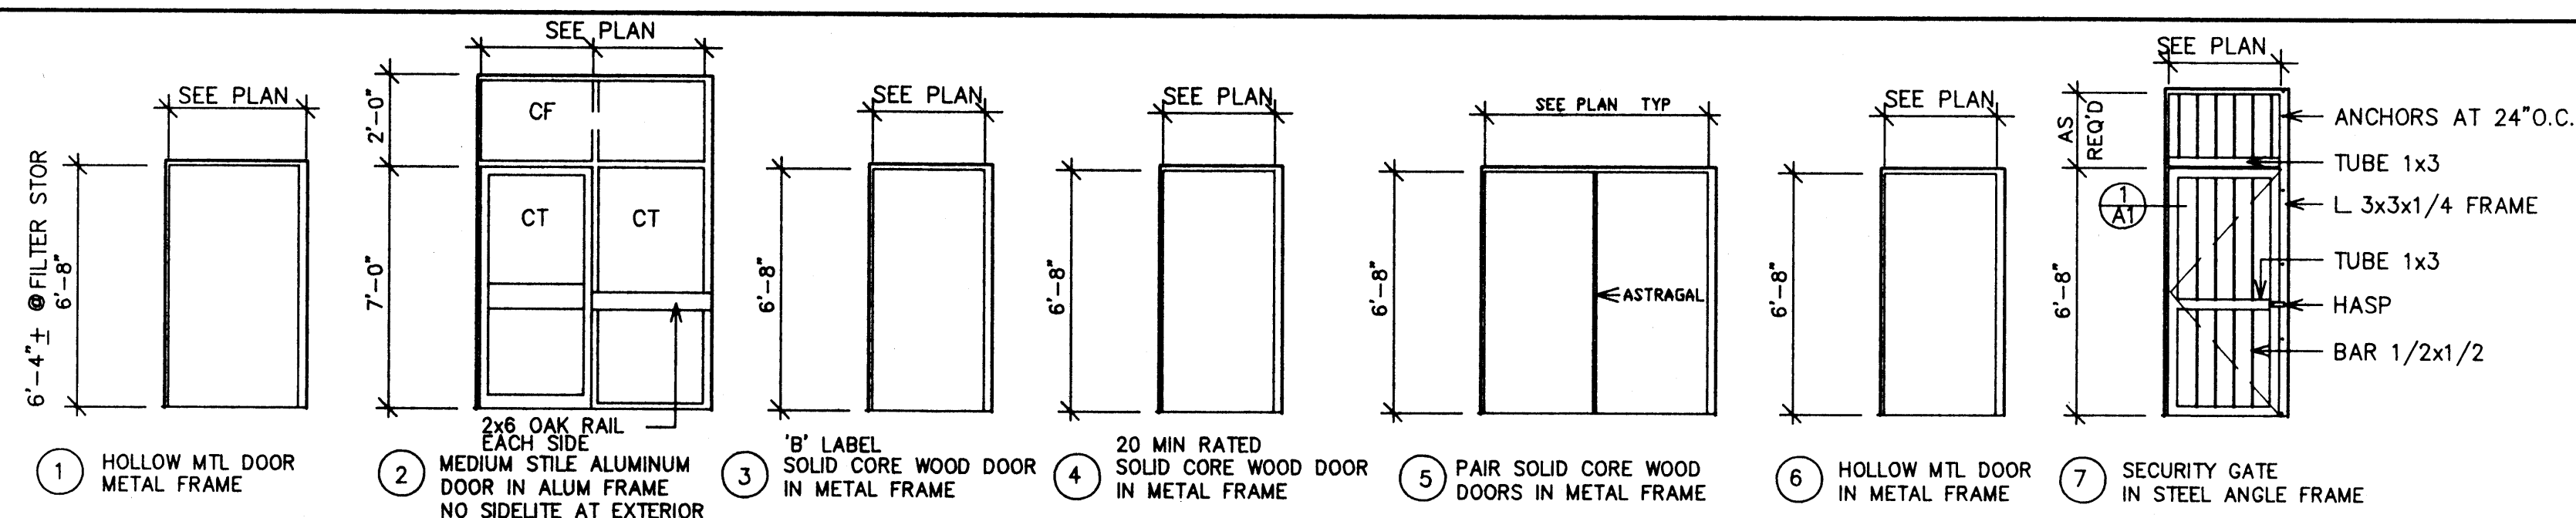 SEE PLAN
6'-4"± @FILTER STOR
6'-8"
1
HOLLOW MTL DOOR
METAL FRAME
SEE PLAN
2'-0"
7'-0"
CF
CT
CT
2x6 OAK RAIL
EACH SIDE
2
MEDIUM STILE ALUMINUM
DOOR IN ALUM FRAME
NO SIDELITE AT EXTERIOR
SEE PLAN
6'-8"
3
'B' LABEL
SOLID CORE WOOD DOOR
IN METAL FRAME
SEE PLAN
6'-8"
4
20 MIN RATED
SOLID CORE WOOD DOOR
IN METAL FRAME
SEE PLAN TYP
6'-8"
ASTRAGAL
5
PAIR SOLID CORE WOOD
DOORS IN METAL FRAME
SEE PLAN
6'-8"
6
HOLLOW MTL DOOR
IN METAL FRAME
SEE PLAN
AS
REQ'D
6'-8"
1
A1
ANCHORS AT 24"O.C.
TUBE 1x3
L 3x3x1/4 FRAME
TUBE 1x3
HASP
BAR 1/2x1/2
7
SECURITY GATE
IN STEEL ANGLE FRAME